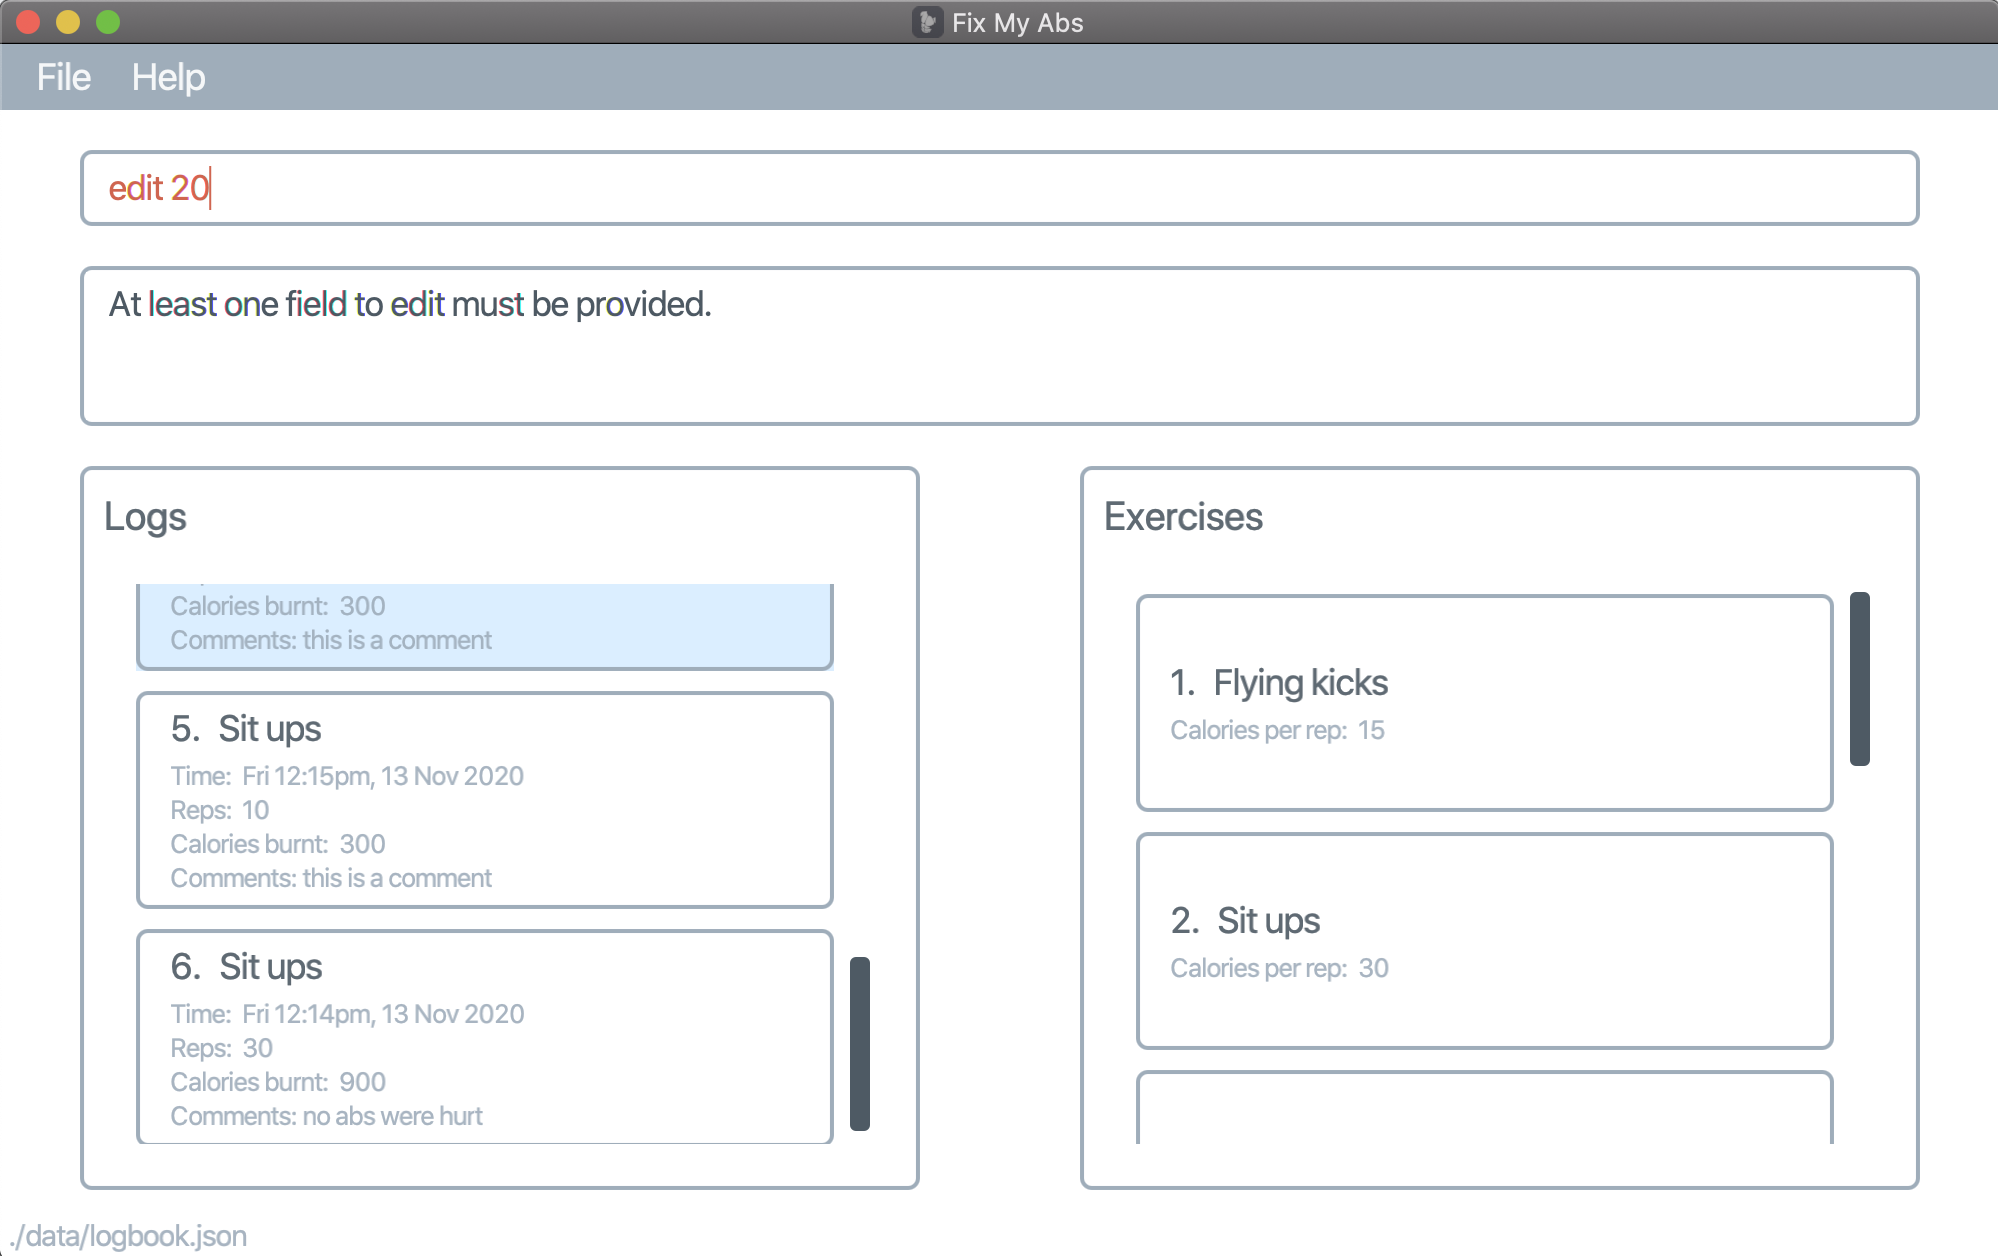 Fix My Abs
File Help
edit 20
At least one field to edit must be provided.
Logs
Calories burnt: 300
Comments: this is a comment
5. Sit ups
Time: Fri 12:15pm, 13 Nov 2020
Reps: 10
Calories burnt: 300
Comments: this is a comment
6. Sit ups
Time: Fri 12:14pm, 13 Nov 2020
Reps: 30
Calories burnt: 900
Comments: no abs were hurt
Exercises
1. Flying kicks
Calories per rep: 15
2. Sit ups
Calories per rep: 30
./data/logbook.json